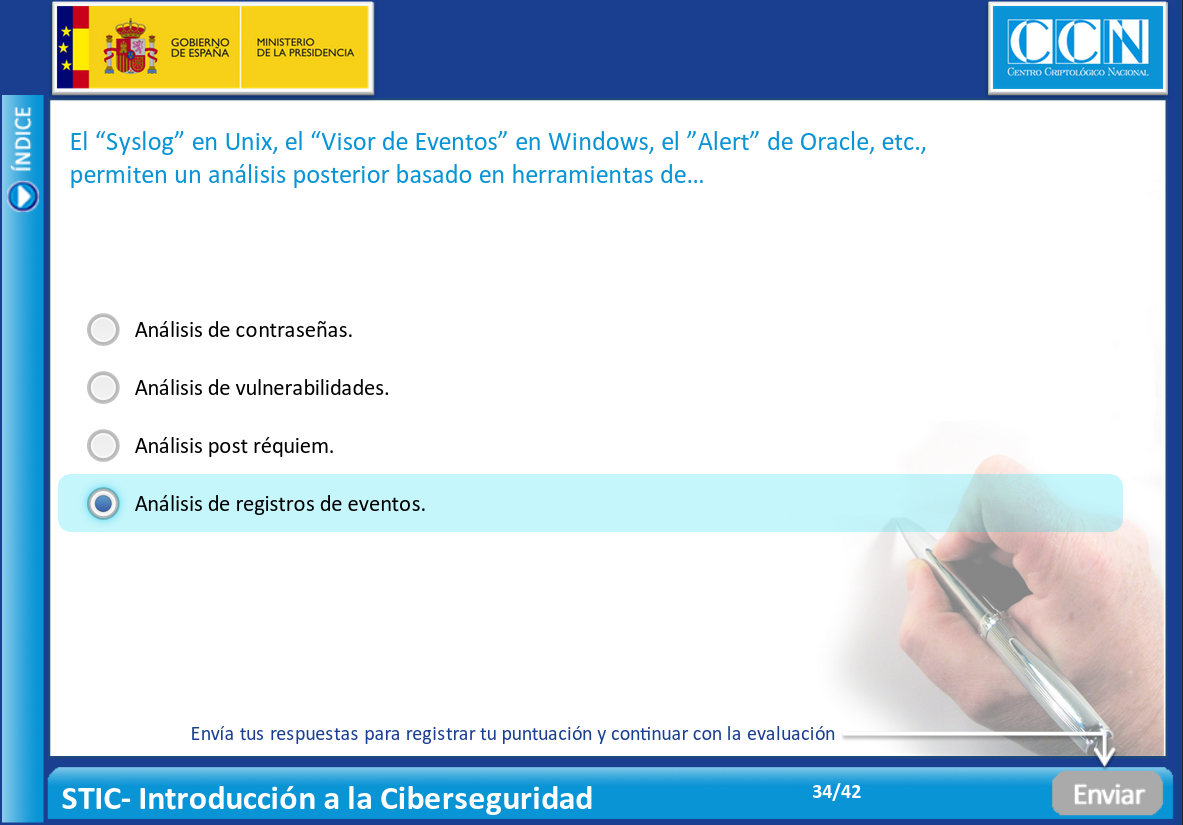 GOBIERNO
DE ESPAÑA
MINISTERIO
DE LA PRESIDENCIA
CCN
CENTRO CRIPTOLÓGICO NACIONAL
ÍNDICE
El “Syslog” en Unix, el “Visor de Eventos” en Windows, el ”Alert” de Oracle, etc.,
permiten un análisis posterior basado en herramientas de...
Análisis de contraseñas.
Análisis de vulnerabilidades.
Análisis post réquiem.
Análisis de registros de eventos.
Envía tus respuestas para registrar tu puntuación y continuar con la evaluación
STIC- Introducción a la Ciberseguridad
34/42
Enviar